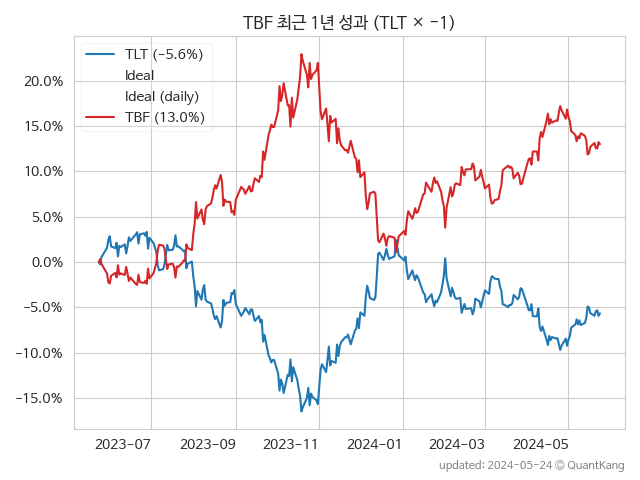 TBF 최근 1년 성과 (TLT × −1)
TLT (−5.6%)
Ideal
Ideal (daily)
TBF (13.0%)
20.0%
15.0%
10.0%
5.0%
0.0%
−5.0%
−10.0%
−15.0%
2023−07 2023−09 2023−11 2024−01 2024−03 2024−05
updated: 2024−05−24 © QuantKang